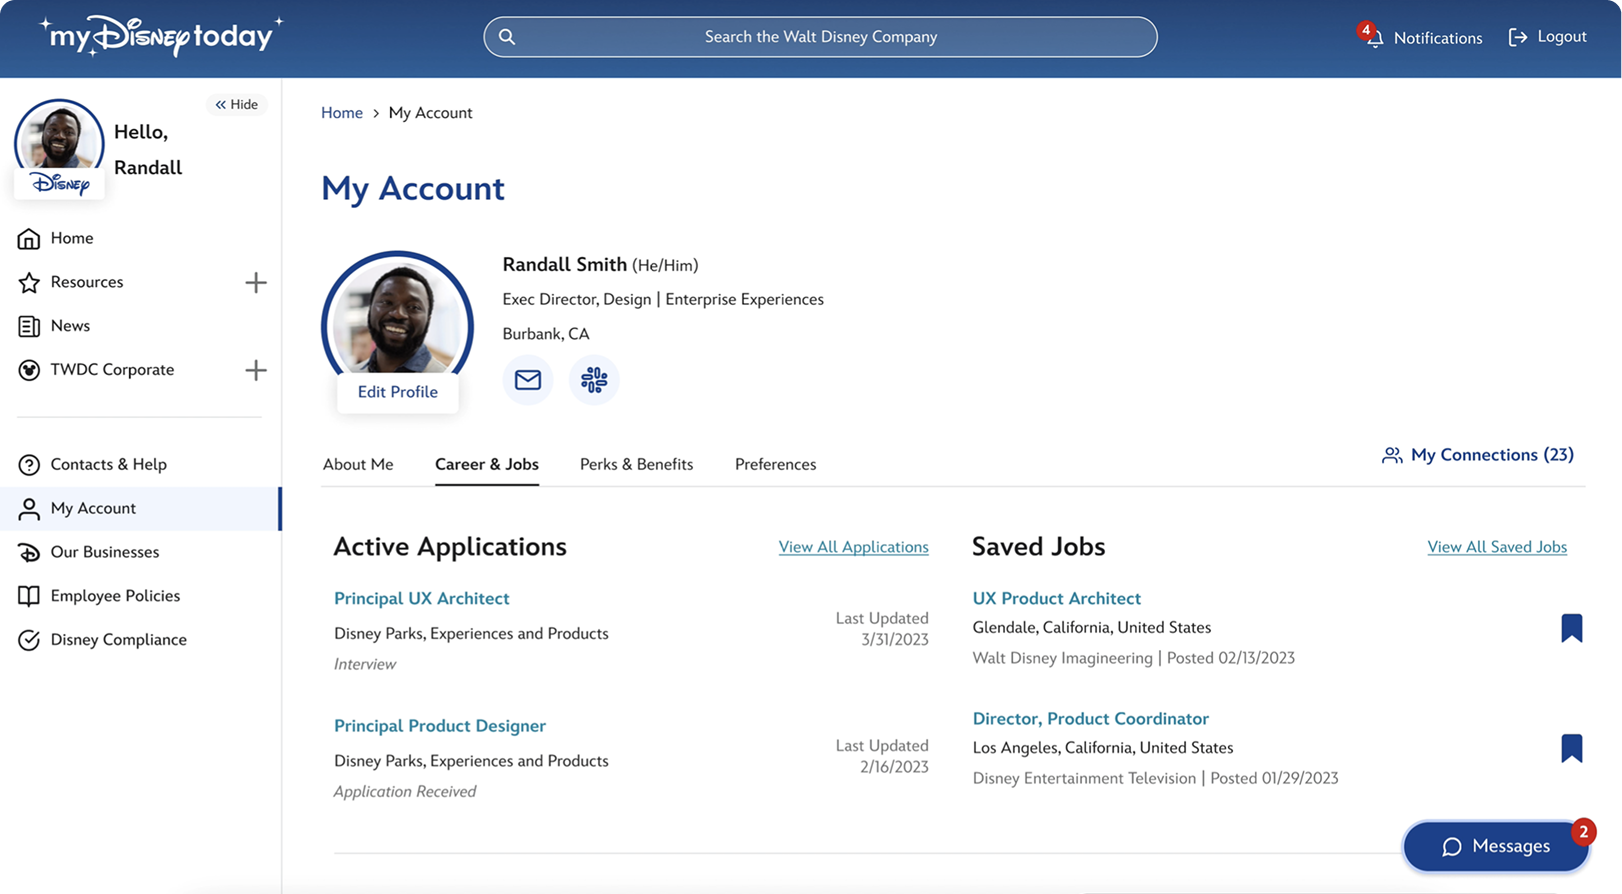 my Disney today
Search the Walt Disney Company
4
Notifications
Logout
Hide
Hello,
Randall
Disney
Home
Resources
News
TWDC Corporate
Contacts & Help
My Account
Our Businesses
Employee Policies
Disney Compliance
Home > My Account
My Account
Edit Profile
Randall Smith (He/Him)
Exec Director, Design | Enterprise Experiences
Burbank, CA
About Me
Career & Jobs
Perks & Benefits
Preferences
My Connections (23)
Active Applications
View All Applications
Principal UX Architect
Disney Parks, Experiences and Products
Interview
Last Updated
3/31/2023
Principal Product Designer
Disney Parks, Experiences and Products
Application Received
Last Updated
2/16/2023
Saved Jobs
View All Saved Jobs
UX Product Architect
Glendale, California, United States
Walt Disney Imagineering | Posted 02/13/2023
Director, Product Coordinator
Los Angeles, California, United States
Disney Entertainment Television | Posted 01/29/2023
Messages
2